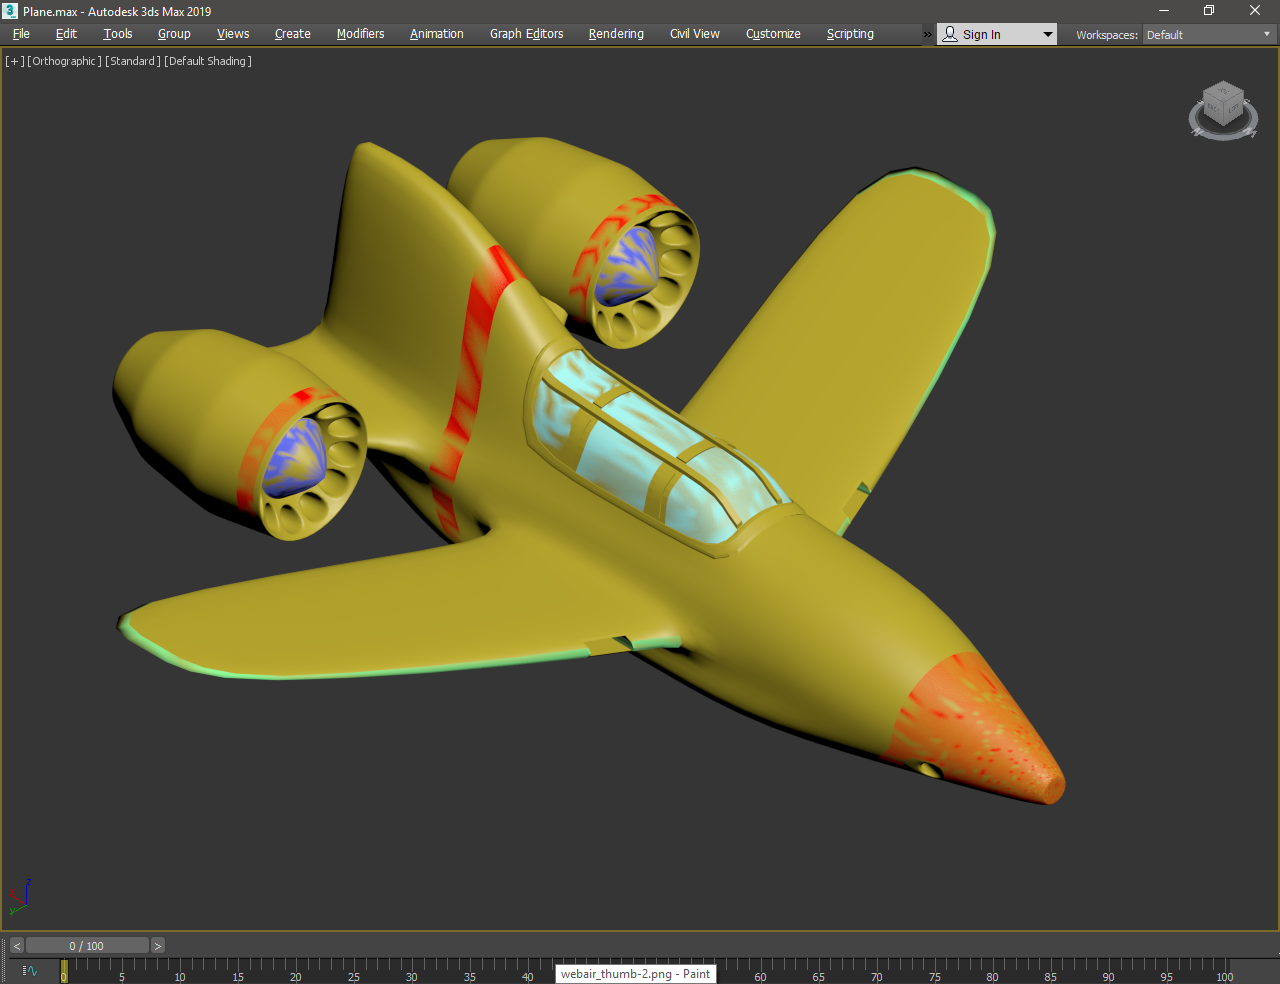 Plane.max - Autodesk 3ds Max 2019
File Edit Tools Group Views Create Modifiers Animation Graph Editors Rendering Civil View Customize Scripting » Sign In Workspaces: Default
[+] [Orthographic] [Standard] [Default Shading]
z
x
y
< 0 / 100 >
0 5 10 15 20 25 30 35 40 60 65 70 75 80 85 90 95 100
webair_thumb-2.png - Paint